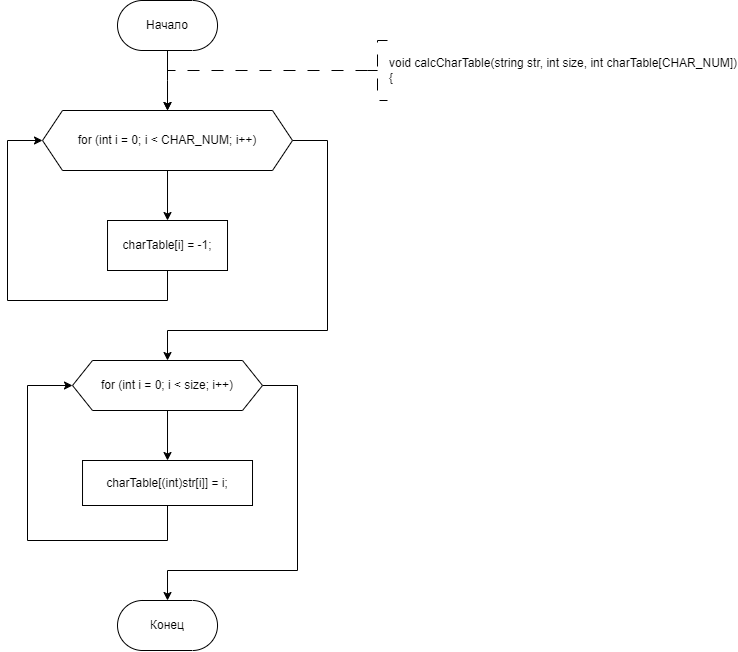 Начало
void calcCharTable(string str, int size, int charTable[CHAR_NUM])
{
for (int i = 0; i < CHAR_NUM; i++)
charTable[i] = -1;
for (int i = 0; i < size; i++)
charTable[(int)str[i]] = i;
Конец